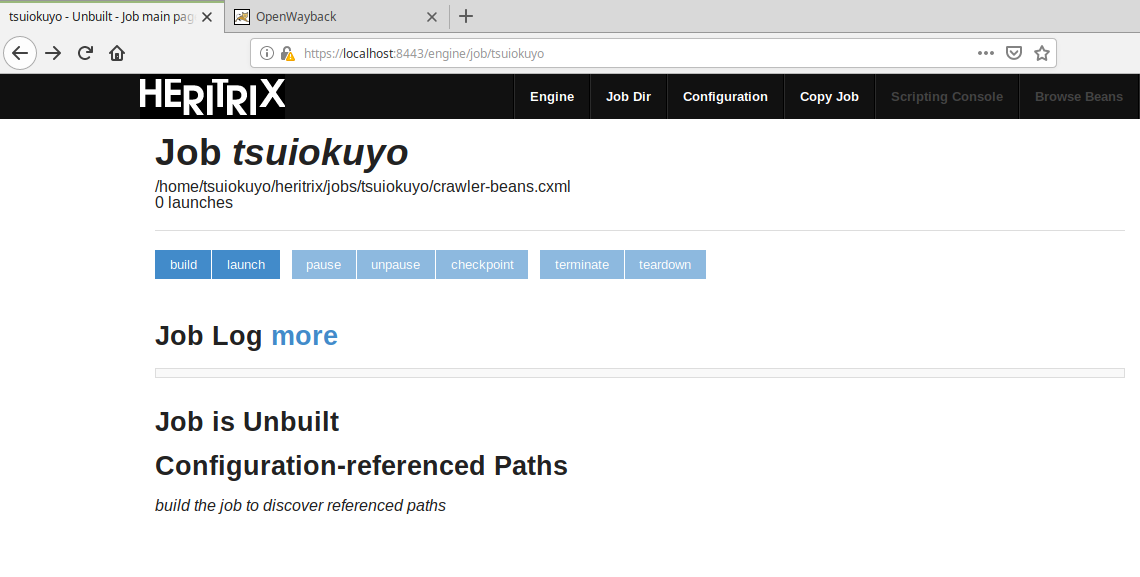 tsuiokuyo - Unbuilt - Job main pag
OpenWayback
https://localhost:8443/engine/job/tsuiokuyo
HERITRIX
Engine
Job Dir
Configuration
Copy Job
Scripting Console
Browse Beans
Job tsuiokuyo
/home/tsuiokuyo/heritrix/jobs/tsuiokuyo/crawler-beans.cxml
0 launches
build
launch
pause
unpause
checkpoint
terminate
teardown
Job Log more
Job is Unbuilt
Configuration-referenced Paths
build the job to discover referenced paths